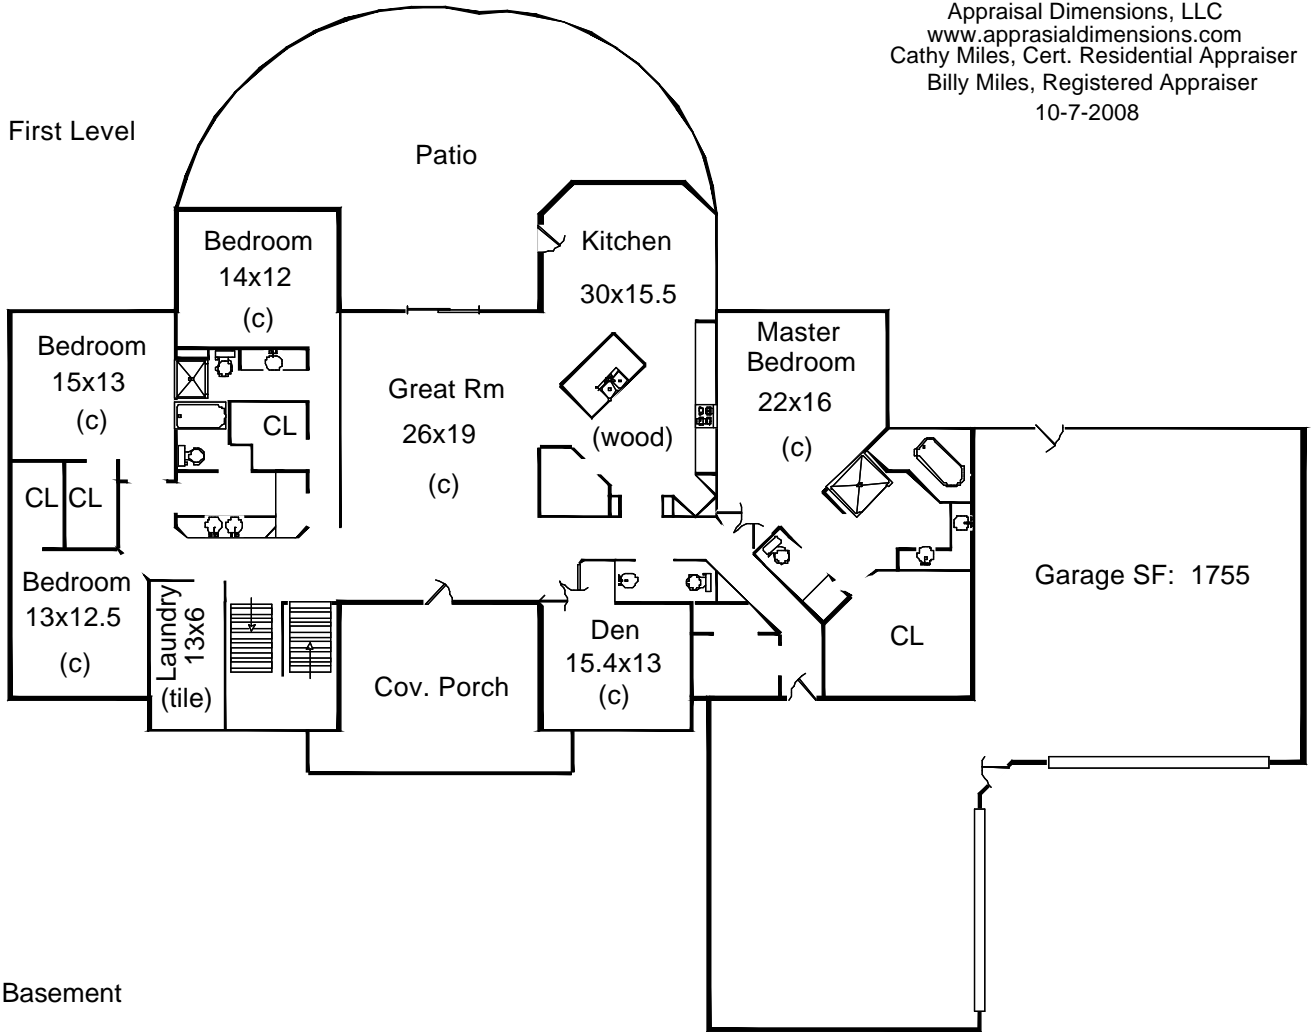 Appraisal Dimensions, LLC
www.apprasialdimensions.com
Cathy Miles, Cert. Residential Appraiser
Billy Miles, Registered Appraiser
10-7-2008
First Level
Patio
Bedroom
14x12
(c)
Kitchen
30x15.5
(wood)
Bedroom
15x13
(c)
Great Rm
26x19
(c)
Master
Bedroom
22x16
(c)
CL
CL
CL
Bedroom
13x12.5
(c)
Laundry
13x6
(tile)
Cov. Porch
Den
15.4x13
(c)
CL
Garage SF: 1755
Basement